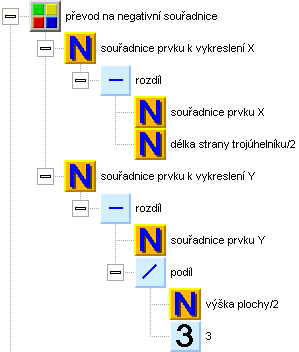 převod na negativní souřadnice
N souřadnice prvku k vykreslení X
rozdíl
N souřadnice prvku X
N délka strany trojúhelníku/2
N souřadnice prvku k vykreslení Y
rozdíl
N souřadnice prvku Y
podíl
N výška plochy/2
3 3